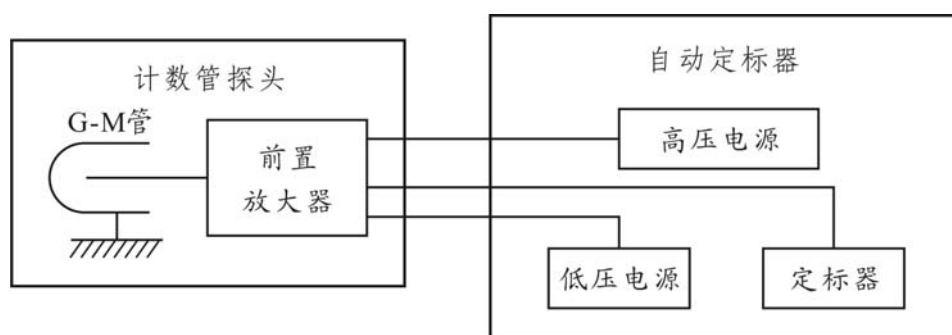 计数管探头
G-M管
前置
放大器
自动定标器
高压电源
低压电源
定标器